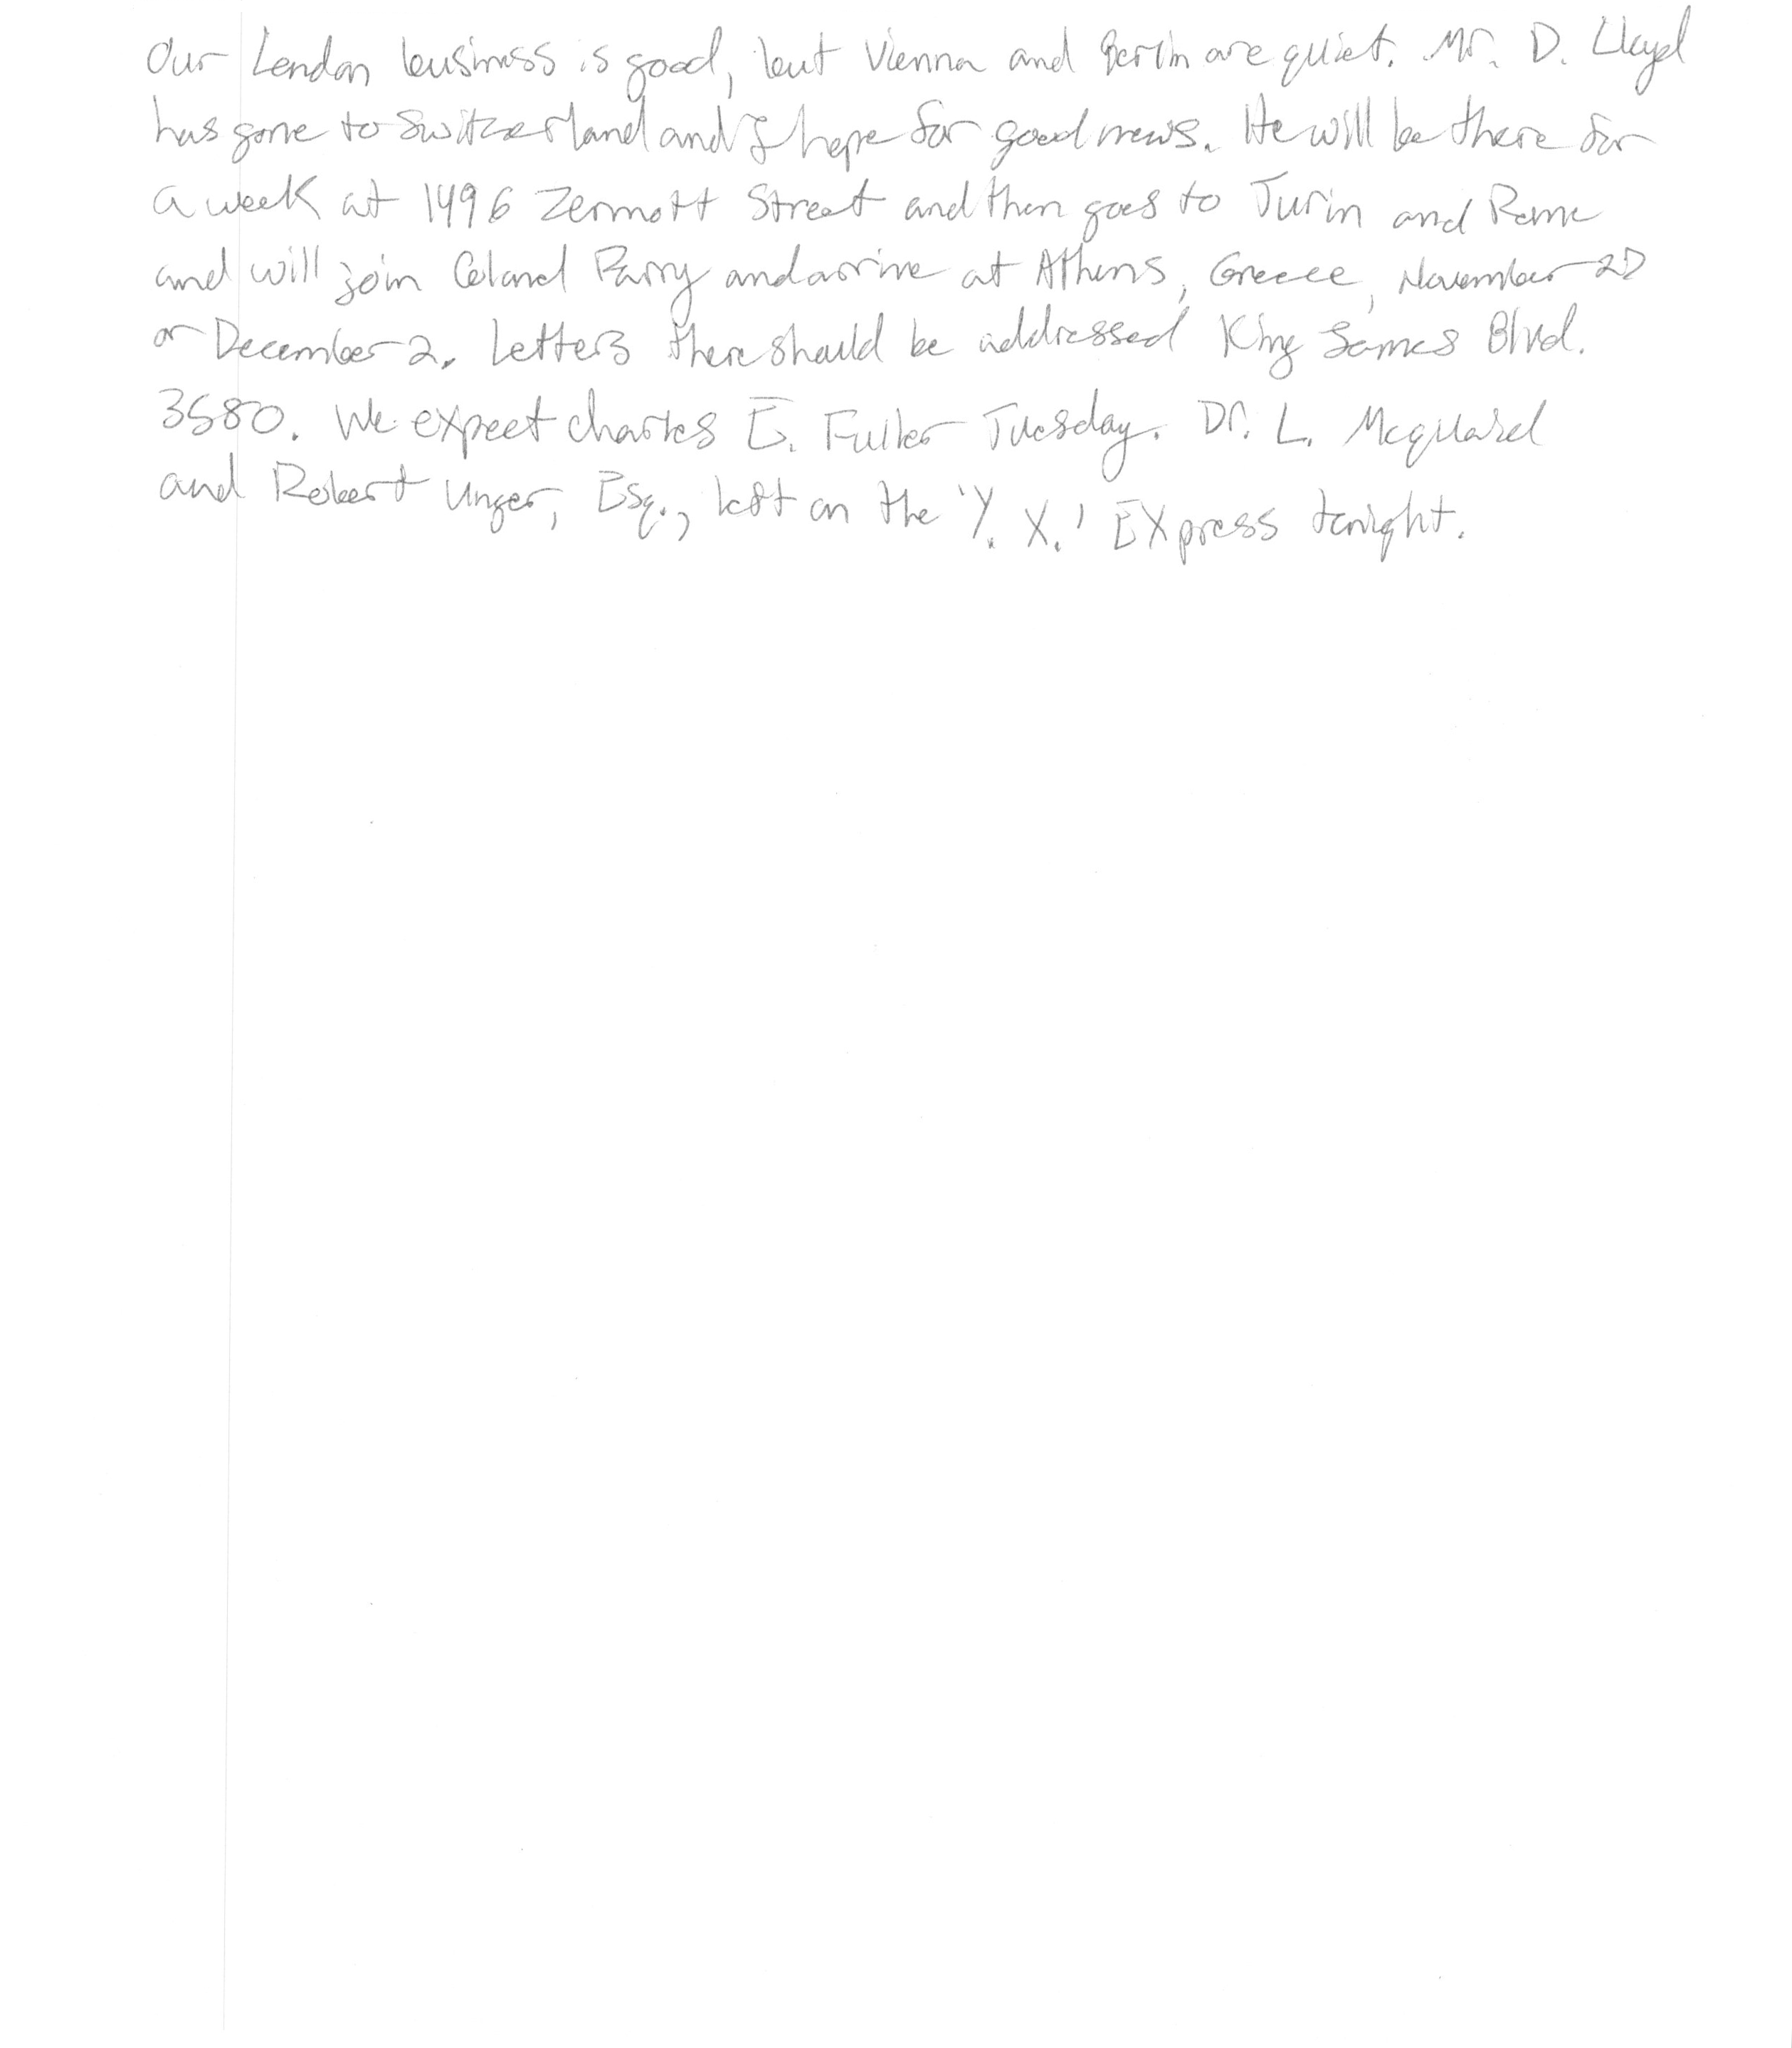 Our London business is good, but Vienna and Berlin are quiet. Mr. D. Lloyd
has gone to Switzerland and I hope for good news. He will be there for
a week at 1496 Zermott Street and then goes to Turin and Rome
and will join Colonel Parry and arrive at Athens, Greece, November 27
or December 2. Letters there should be addressed King James Blvd.
3580. We expect Charles E. Fuller Tuesday. Dr. L. McQuaid
and Robert Unger, Esq., left on the 'Y. X.' Express tonight.